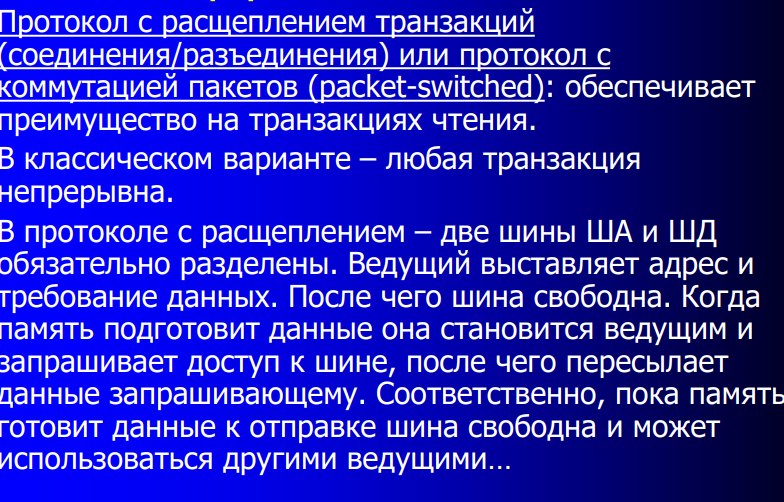 Протокол с расщеплением транзакций
(соединения/разъединения) или протокол с
коммутацией пакетов (packet-switched): обеспечивает
преимущество на транзакциях чтения.
В классическом варианте – любая транзакция
непрерывна.
В протоколе с расщеплением – две шины ША и ШД
обязательно разделены. Ведущий выставляет адрес и
требование данных. После чего шина свободна. Когда
память подготовит данные она становится ведущим и
запрашивает доступ к шине, после чего пересылает
данные запрашивающему. Соответственно, пока память
готовит данные к отправке шина свободна и может
использоваться другими ведущими…